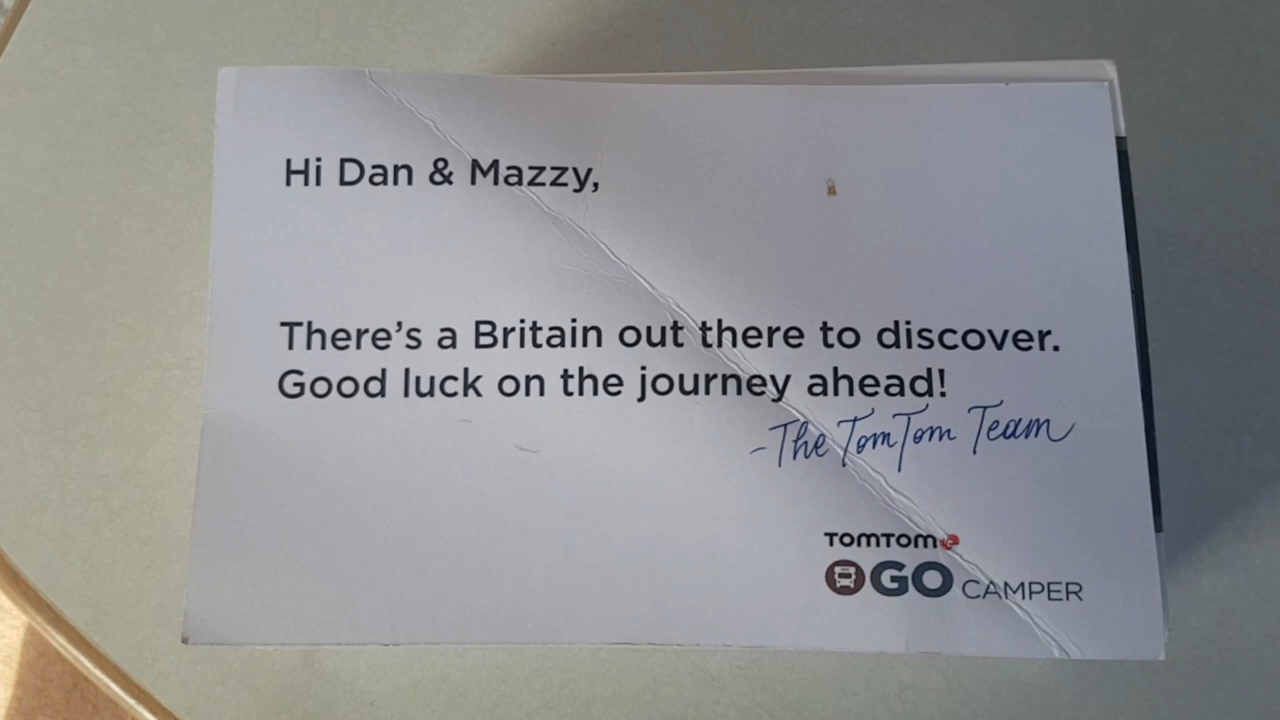 Hi Dan & Mazzy,
There's a Britain out there to discover.
Good luck on the journey ahead!
-The TomTom Team
TOMTOM
GO CAMPER